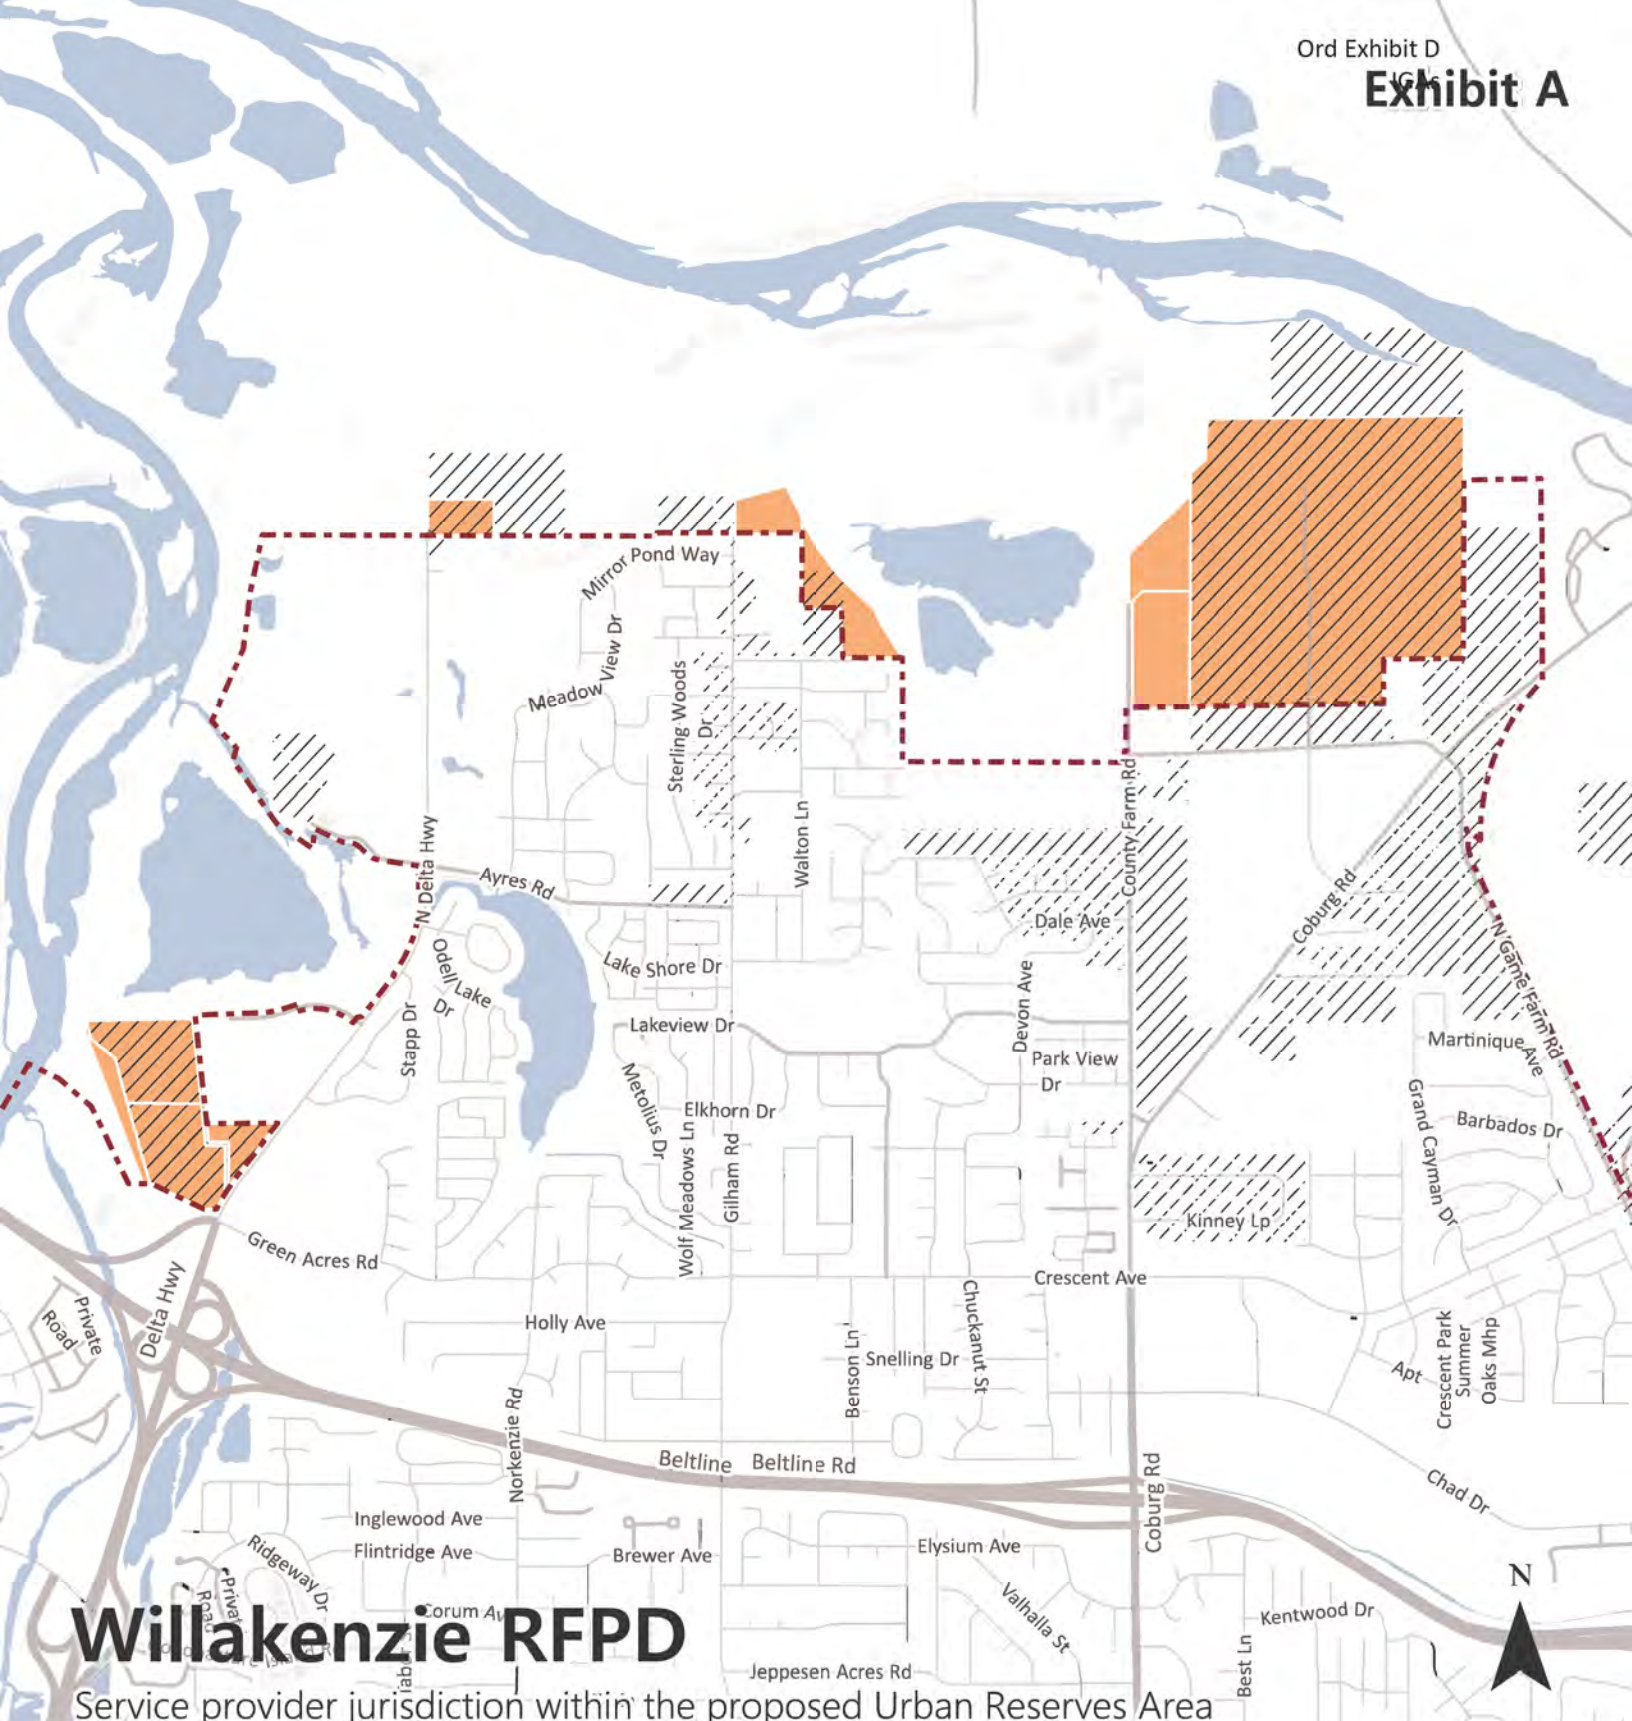 Ord Exhibit D
IGAs
Exhibit A
Mirror Pond Way
Meadow View Dr
Sterling Woods
Dr
Walton Ln
County Farm Rd
N Delta Hwy
Ayres Rd
Coburg Rd
Dale Ave
Odell Lake
Dr
Lake Shore Dr
N Game Farm Rd
Stapp Dr
Lakeview Dr
Devon Ave
Martinique Ave
Park View
Dr
Metolius Dr
Elkhorn Dr
Grand Cayman Dr
Barbados Dr
Wolf Meadows Ln
Gilham Rd
Kinney Lp
Green Acres Rd
Crescent Ave
Delta Hwy
Private
Road
Holly Ave
Chuckanut St
Benson Ln
Snelling Dr
Crescent Park
Summer
Oaks Mhp
Apt
Norkenzie Rd
Beltline
Beltline Rd
Coburg Rd
Chad Dr
Inglewood Ave
Flintridge Ave
Brewer Ave
Elysium Ave
Ridgeway Dr
Private
Road
Valhalla St
N
Corum Av
Kentwood Dr
Willakenzie RFPD
Best Ln
Jeppesen Acres Rd
Service provider jurisdiction within the proposed Urban Reserves Area